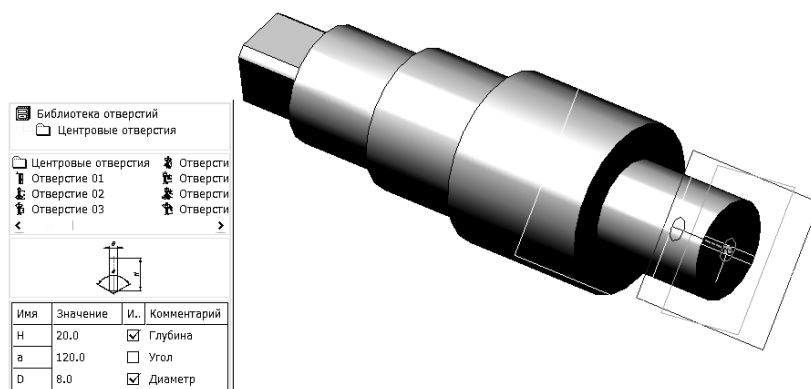 Библиотека отверстий
Центровые отверстия
Центровые отверстия Отверсти
Отверстие 01 Отверсти
Отверстие 02 Отверсти
Отверстие 03 Отверсти
Имя Значение И.. Комментарий
H 20.0 Глубина
a 120.0 Угол
D 8.0 Диаметр